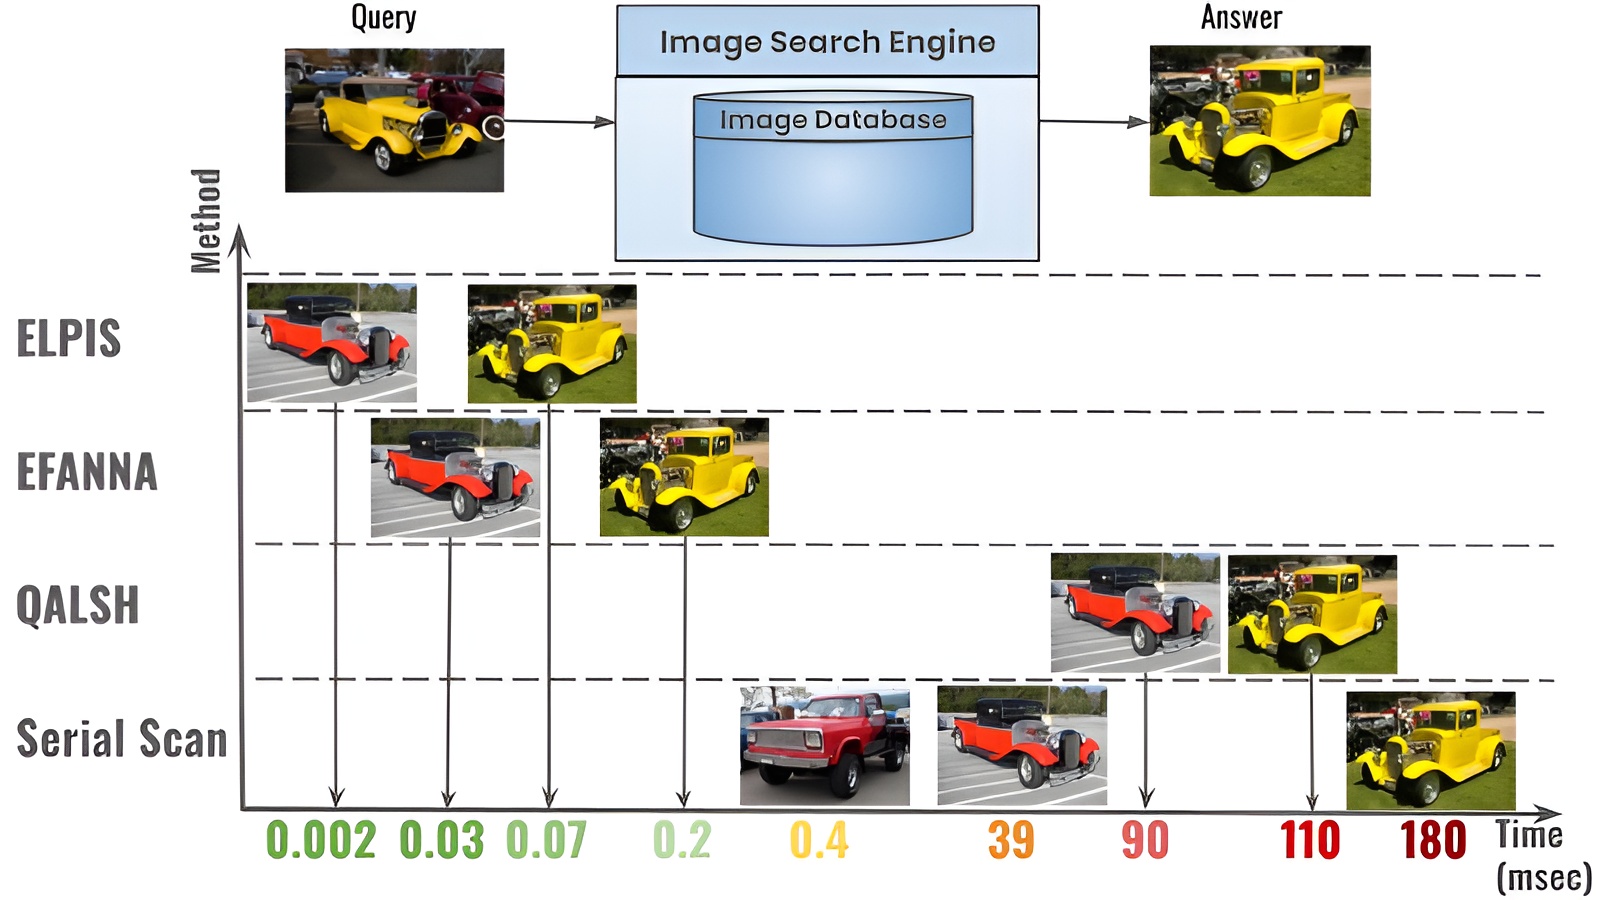 Query
Image Search Engine
Answer
Image Database
Method
ELPIS
EFANNA
QALSH
Serial Scan
0.002 0.03 0.07 0.2 0.4 39 90 110 180
Time
(msec)